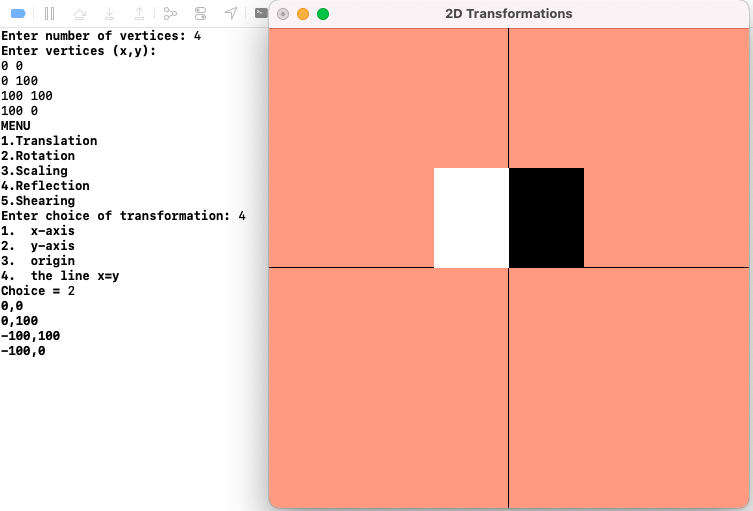 2D Transformations
Enter number of vertices: 4
Enter vertices (x,y):
0 0
0 100
100 100
100 0
MENU
1.Translation
2.Rotation
3.Scaling
4.Reflection
5.Shearing
Enter choice of transformation: 4
1.  x-axis
2.  y-axis
3.  origin
4.  the line x=y
Choice = 2
0,0
0,100
-100,100
-100,0